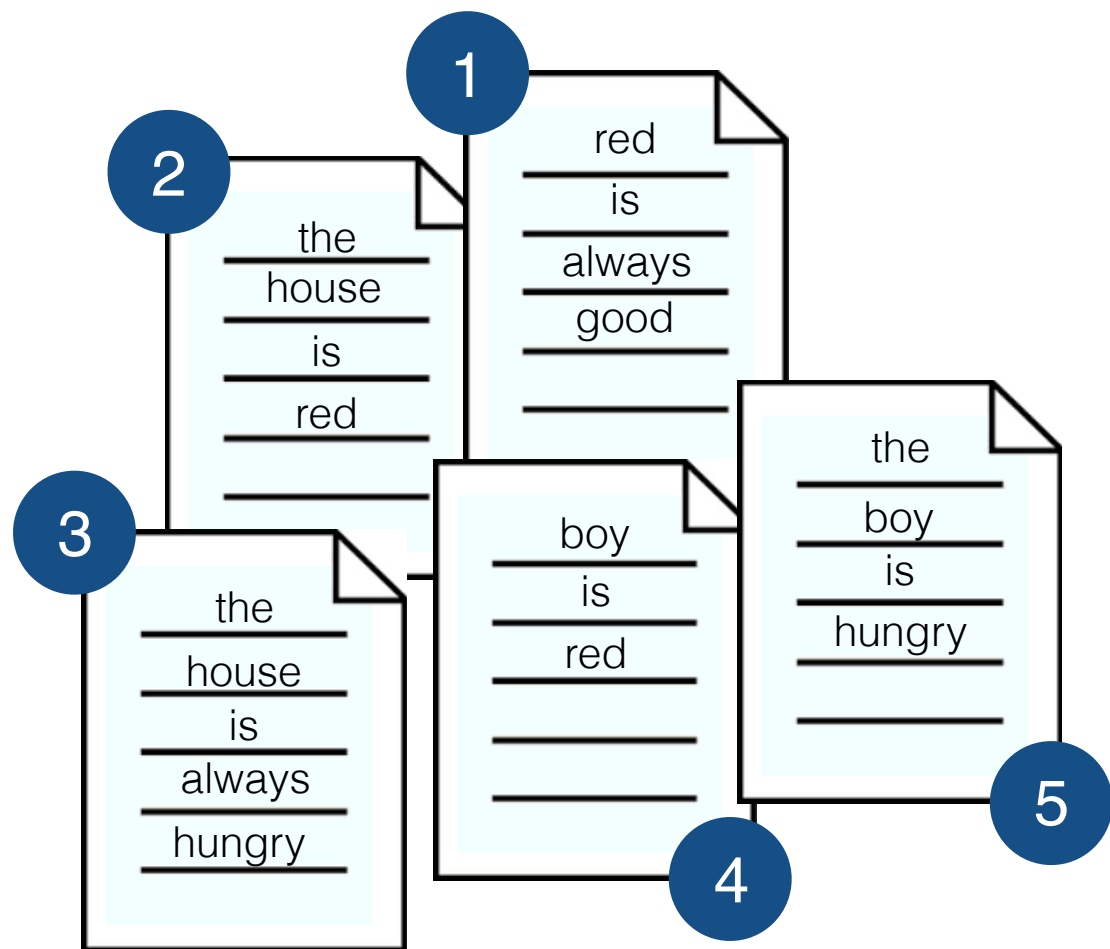 1
red
is
always
good
2
the
house
is
red
3
the
house
is
always
hungry
4
boy
is
red
5
the
boy
is
hungry